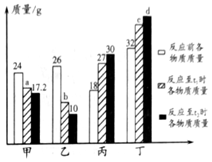 质量/g
反应前各
物质质量
反应至t₁时
各物质质量
反应至t₂时
各物质质量
24
a
17.2
26
b
10
18
27
30
32
c
d
甲
乙
丙
丁